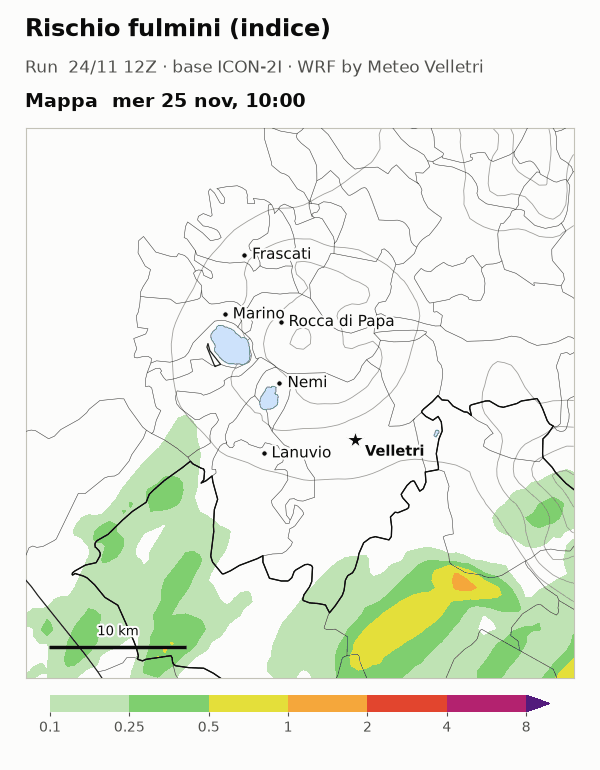 Rischio fulmini (indice)
Run  24/11 12Z · base ICON-2I · WRF by Meteo Velletri
Mappa  mer 25 nov, 10:00
Frascati
Marino
Rocca di Papa
Nemi
Velletri
Lanuvio
10 km
0.1 0.25 0.5 1 2 4 8